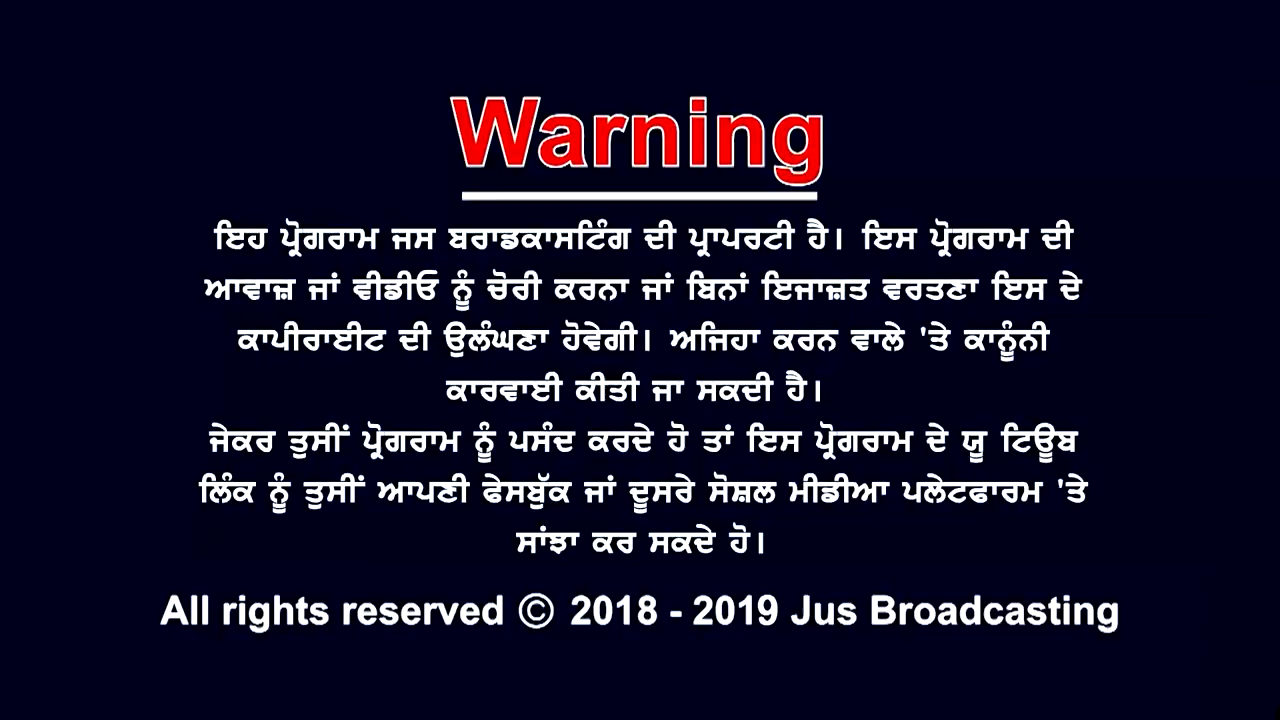 Warning
ਇਹ ਪ੍ਰੋਗਰਾਮ ਜਸ ਬਰਾਡਕਾਸਟਿੰਗ ਦੀ ਪ੍ਰਾਪਰਟੀ ਹੈ। ਇਸ ਪ੍ਰੋਗਰਾਮ ਦੀ
ਆਵਾਜ਼ ਜਾਂ ਵੀਡੀਓ ਨੂੰ ਚੋਰੀ ਕਰਨਾ ਜਾਂ ਬਿਨਾਂ ਇਜਾਜ਼ਤ ਵਰਤਣਾ ਇਸ ਦੇ
ਕਾਪੀਰਾਈਟ ਦੀ ਉਲੰਘਣਾ ਹੋਵੇਗੀ। ਅਜਿਹਾ ਕਰਨ ਵਾਲੇ 'ਤੇ ਕਾਨੂੰਨੀ
ਕਾਰਵਾਈ ਕੀਤੀ ਜਾ ਸਕਦੀ ਹੈ।
ਜੇਕਰ ਤੁਸੀਂ ਪ੍ਰੋਗਰਾਮ ਨੂੰ ਪਸੰਦ ਕਰਦੇ ਹੋ ਤਾਂ ਇਸ ਪ੍ਰੋਗਰਾਮ ਦੇ ਯੂ ਟਿਊਬ
ਲਿੰਕ ਨੂੰ ਤੁਸੀਂ ਆਪਣੀ ਫੇਸਬੁੱਕ ਜਾਂ ਦੂਸਰੇ ਸੋਸ਼ਲ ਮੀਡੀਆ ਪਲੇਟਫਾਰਮ 'ਤੇ
ਸਾਂਝਾ ਕਰ ਸਕਦੇ ਹੋ।
All rights reserved © 2018 - 2019 Jus Broadcasting